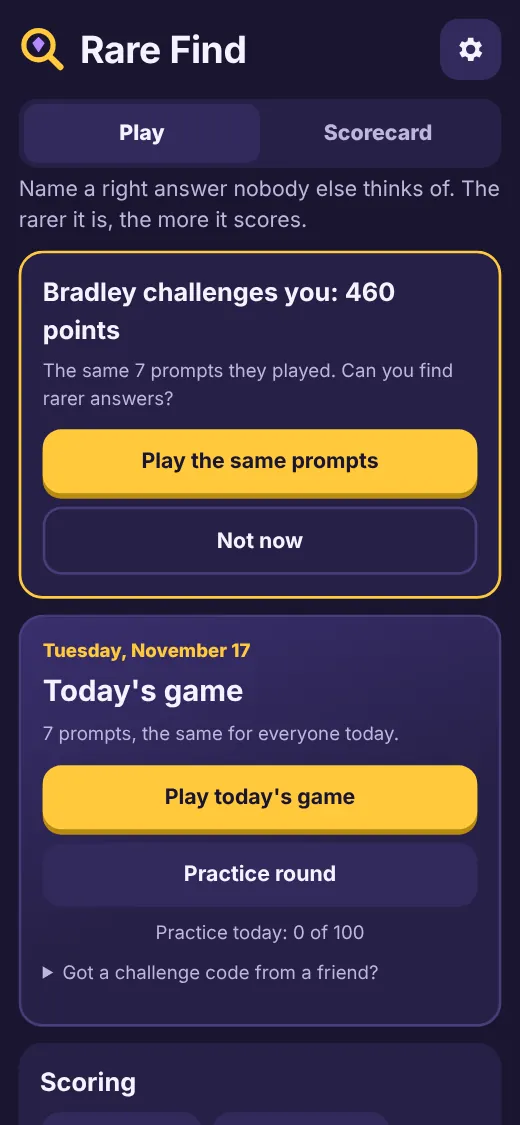 Rare Find
Play
Scorecard
Name a right answer nobody else thinks of. The
rarer it is, the more it scores.
Bradley challenges you: 460
points
The same 7 prompts they played. Can you find
rarer answers?
Play the same prompts
Not now
Tuesday, November 17
Today's game
7 prompts, the same for everyone today.
Play today's game
Practice round
Practice today: 0 of 100
Got a challenge code from a friend?
Scoring